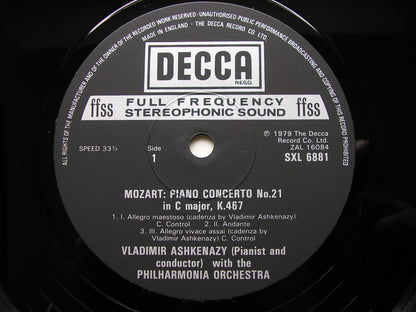 ALL RIGHTS OF THE MANUFACTURER AND OF THE OWNER OF THE RECORDED WORK RESERVED · UNAUTHORISED PUBLIC PERFORMANCE BROADCASTING AND COPYING OF THIS RECORD PROHIBITED
MADE IN ENGLAND · THE DECCA RECORD CO LTD.
DECCA
REGD.
ffss FULL FREQUENCY STEREOPHONIC SOUND ffss
SPEED 33⅓
Side
1
℗ 1979 The Decca
Record Co. Ltd.
ZAL 16084
SXL 6881
MOZART: PIANO CONCERTO No.21
in C major, K.467
1. I. Allegro maestoso (cadenza by Vladimir Ashkenazy)
C. Control 2. II. Andante
3. III. Allegro vivace assai (cadenza by Vladimir
Ashkenazy) C. Control
VLADIMIR ASHKENAZY (Pianist and
conductor) with the
PHILHARMONIA ORCHESTRA